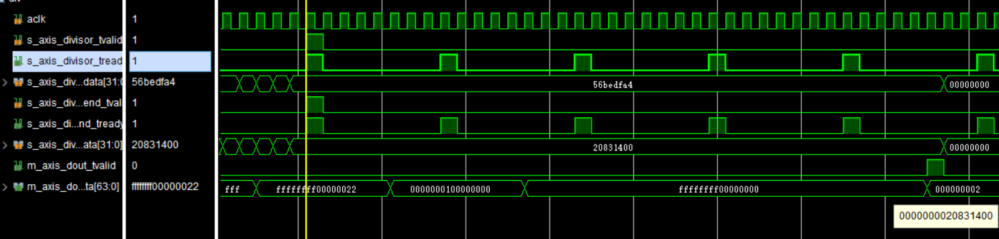 div
aclk 1
s_axis_divisor_tvalid 1
s_axis_divisor_tread 1
s_axis_div...data[31:0 56bedfa4 56bedfa4 00000000
s_axis_div...end_tval 1
s_axis_di...nd_tready 1
s_axis_div...ata[31:0] 20831400 20831400 00000000
m_axis_dout_tvalid 0
m_axis_do...ta[63:0] ffffffff00000022 fff ffffffff00000022 0000000100000000 ffffffff00000000 000000002
0000000020831400